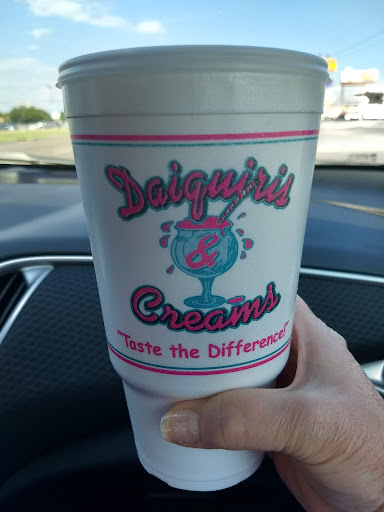 Daiquiris
&
Creams
"Taste the Difference!"